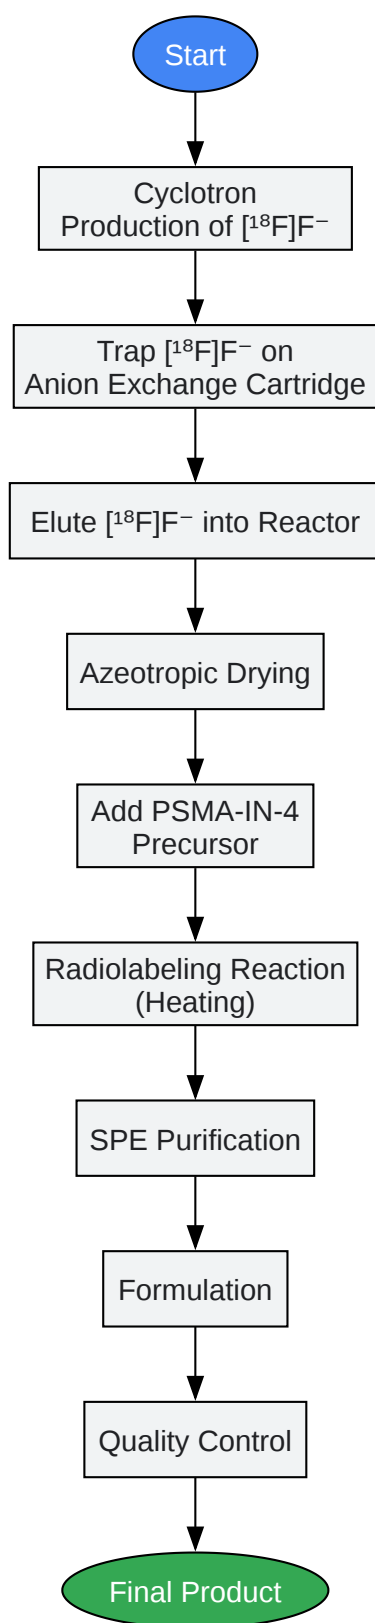 Start
Cyclotron
Production of [¹⁸F]F⁻
Trap [¹⁸F]F⁻ on
Anion Exchange Cartridge
Elute [¹⁸F]F⁻ into Reactor
Azeotropic Drying
Add PSMA-IN-4
Precursor
Radiolabeling Reaction
(Heating)
SPE Purification
Formulation
Quality Control
Final Product